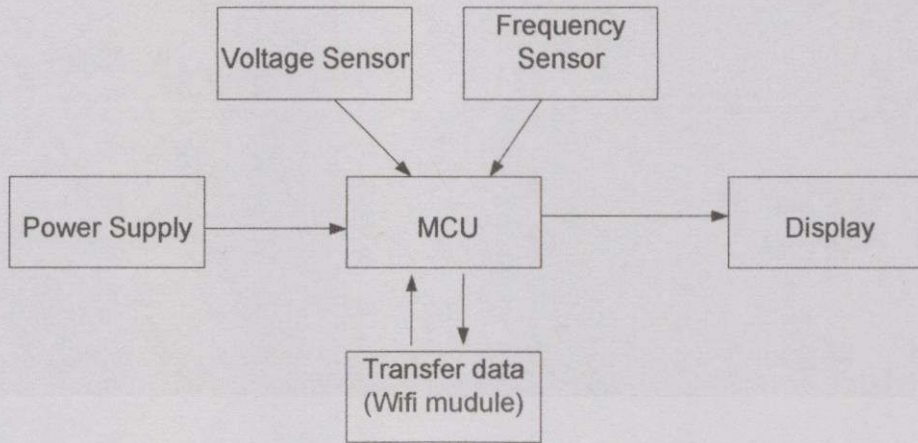 Voltage Sensor
Frequency
Sensor
Power Supply
MCU
Display
Transfer data
(Wifi mudule)